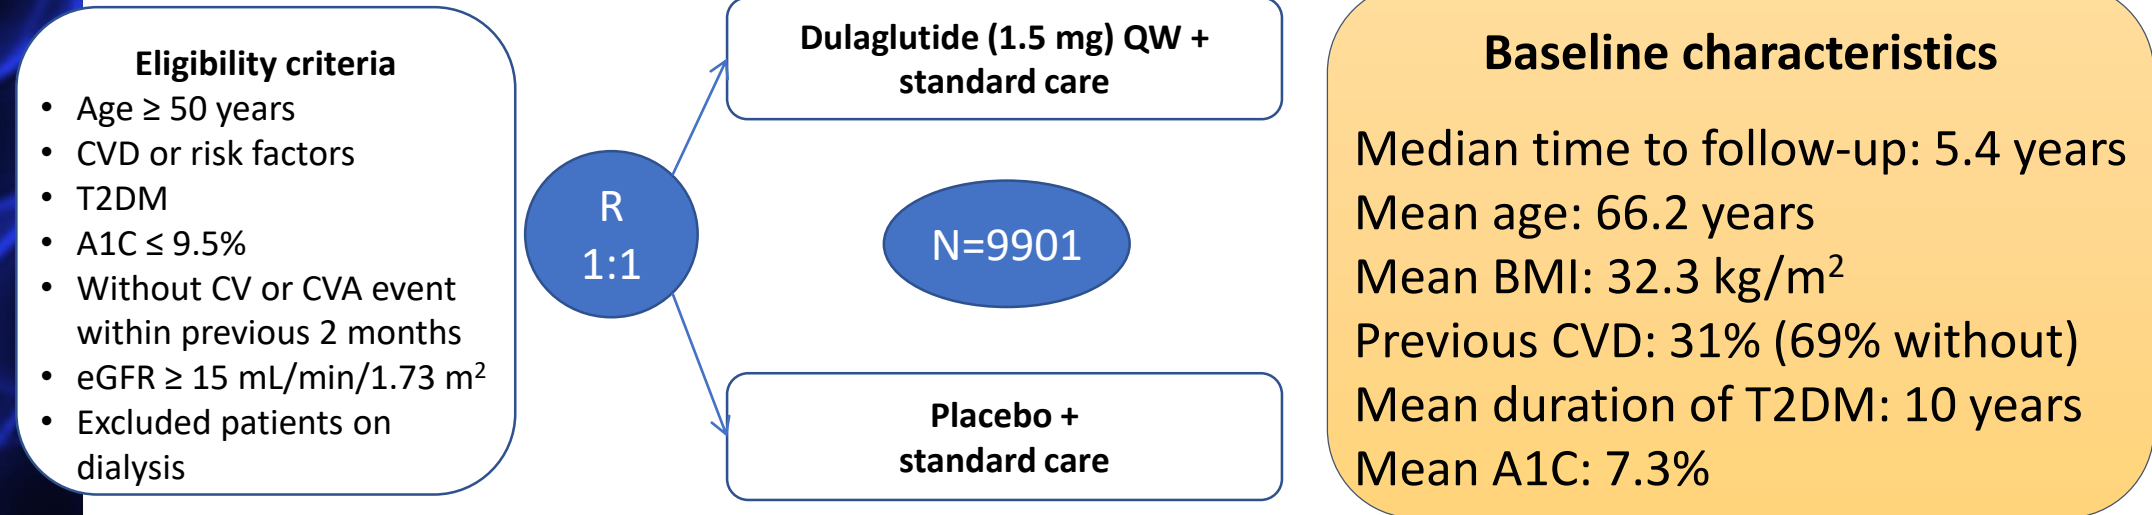 Eligibility criteria
• Age ≥ 50 years
• CVD or risk factors
• T2DM
• A1C ≤ 9.5%
• Without CV or CVA event
within previous 2 months
• eGFR ≥ 15 mL/min/1.73 m²
• Excluded patients on
dialysis
R
1:1
Dulaglutide (1.5 mg) QW +
standard care
N=9901
Placebo +
standard care
Baseline characteristics
Median time to follow-up: 5.4 years
Mean age: 66.2 years
Mean BMI: 32.3 kg/m²
Previous CVD: 31% (69% without)
Mean duration of T2DM: 10 years
Mean A1C: 7.3%